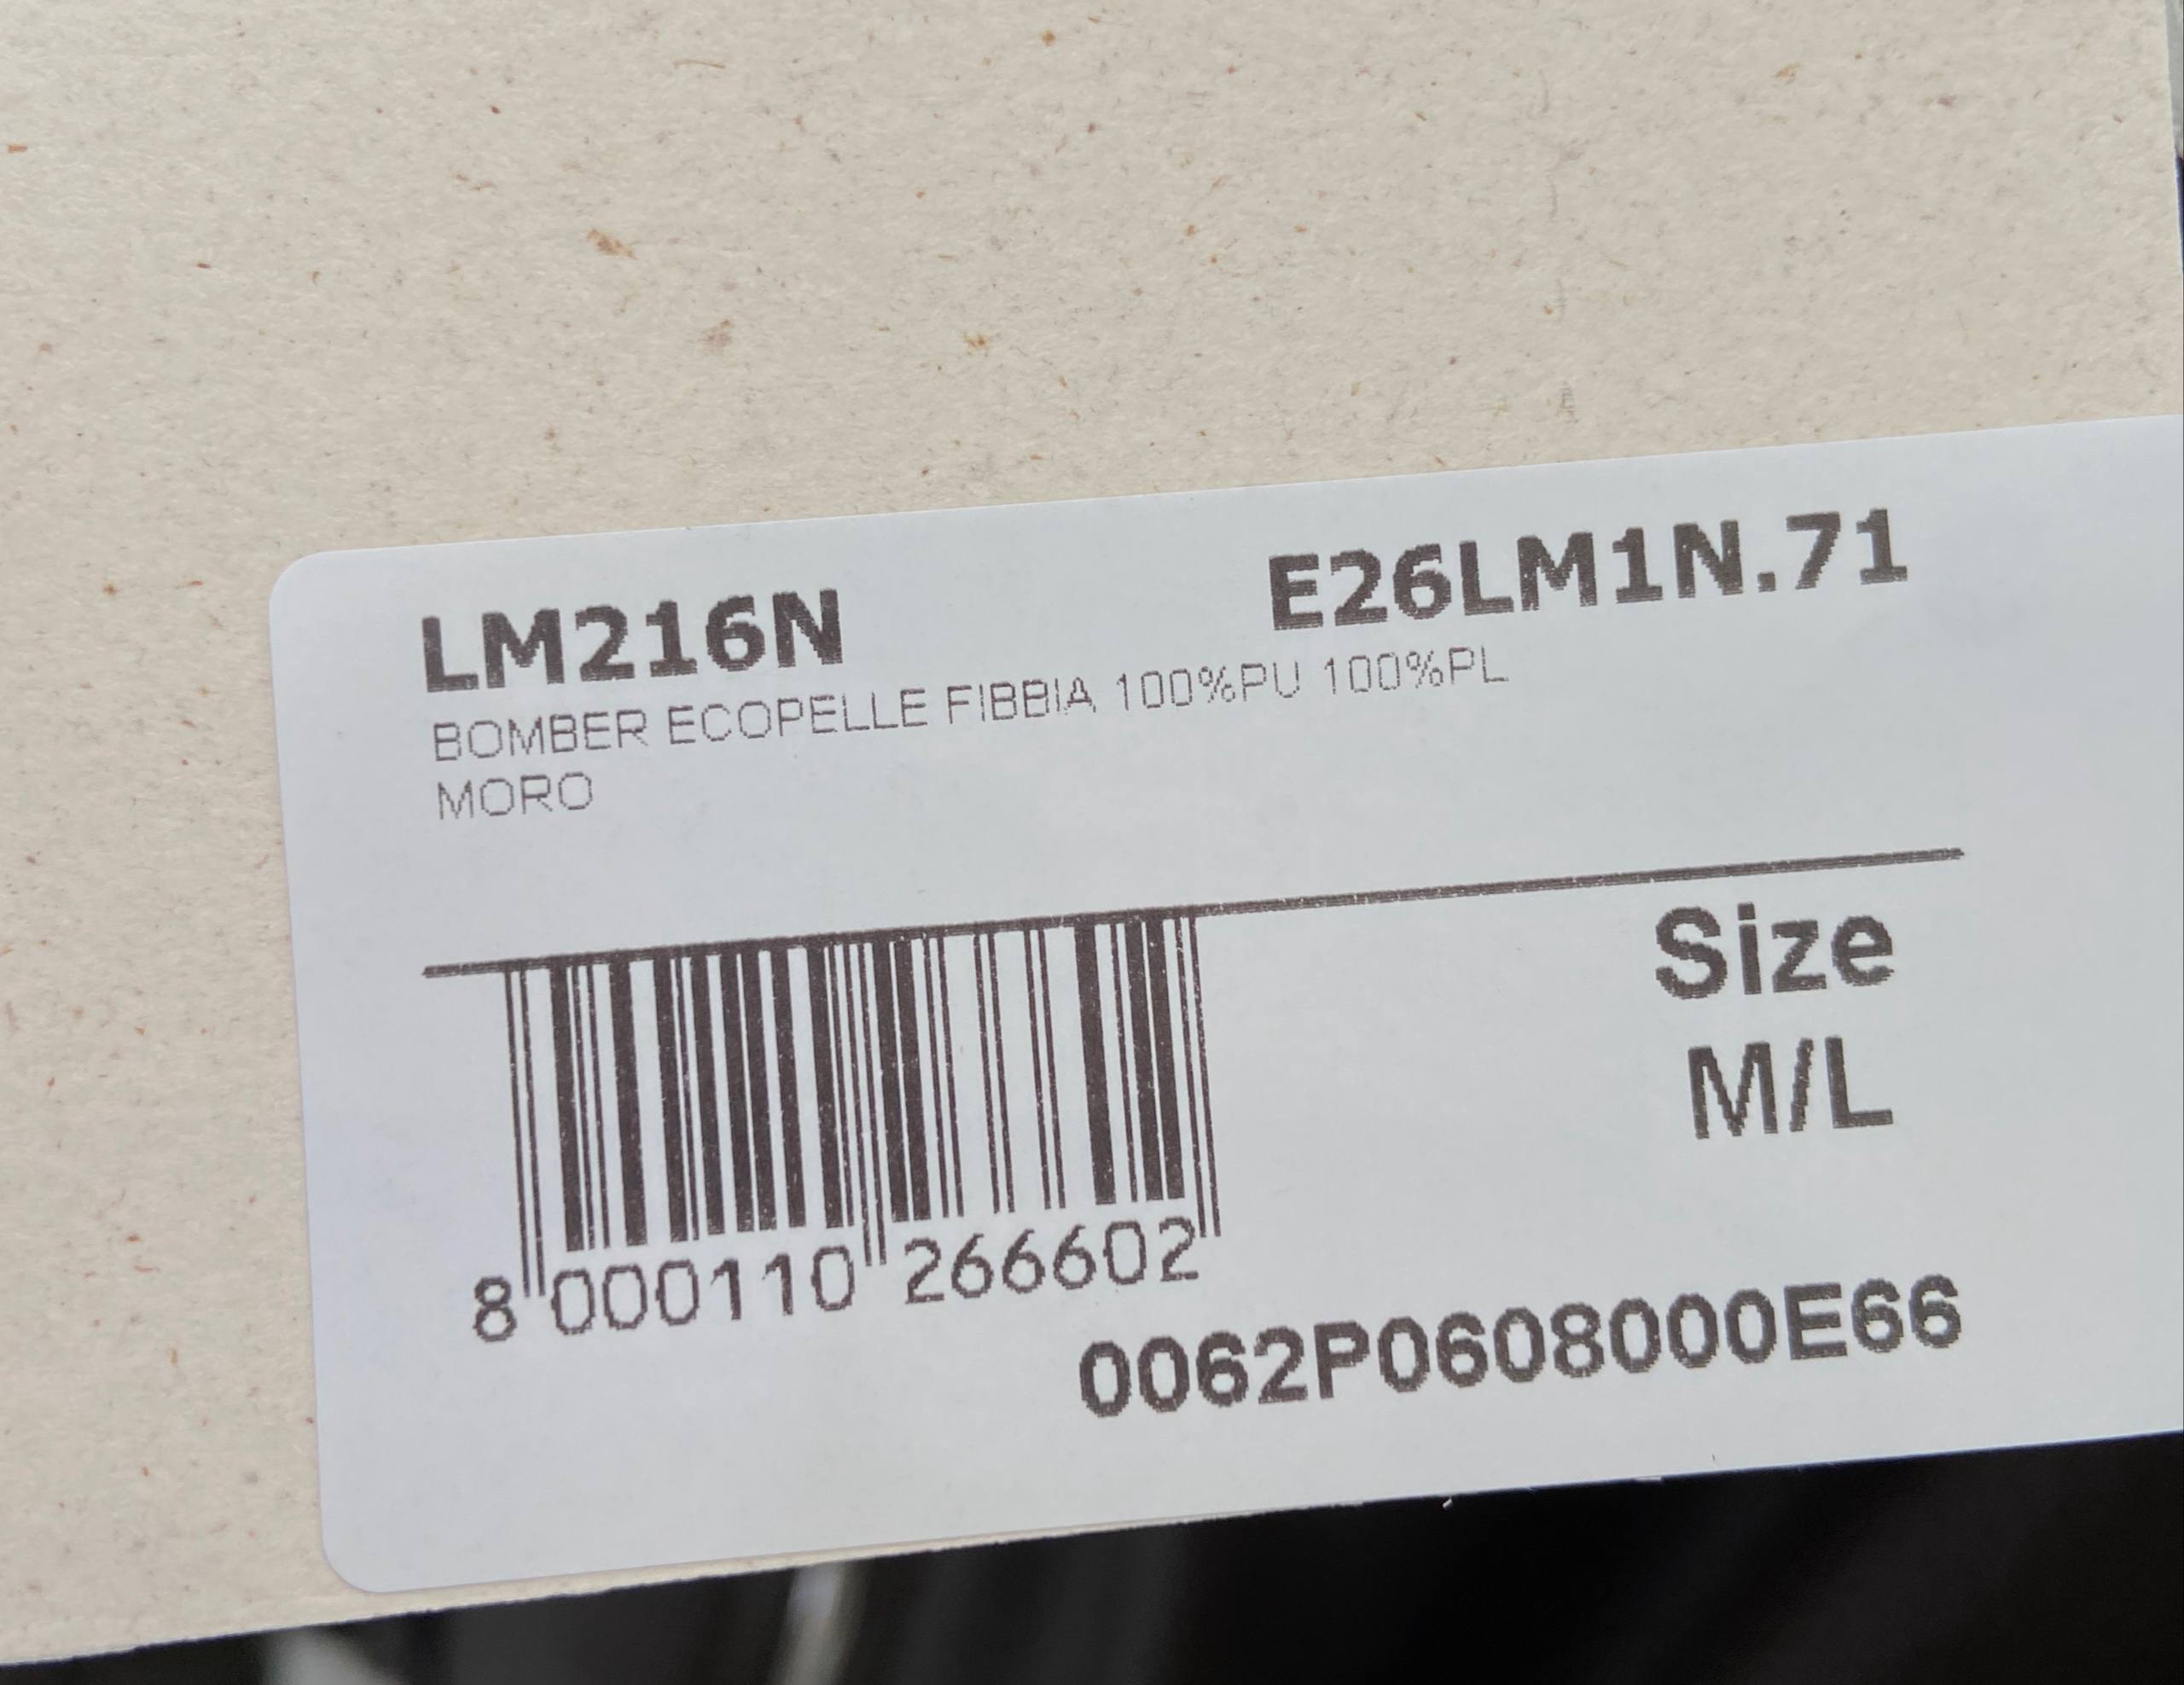 LM216N E26LM1N.71
BOMBER ECOPELLE FIBBIA 100%PU 100%PL
MORO
Size
M/L
8 000110 266602
0062P0608000E66